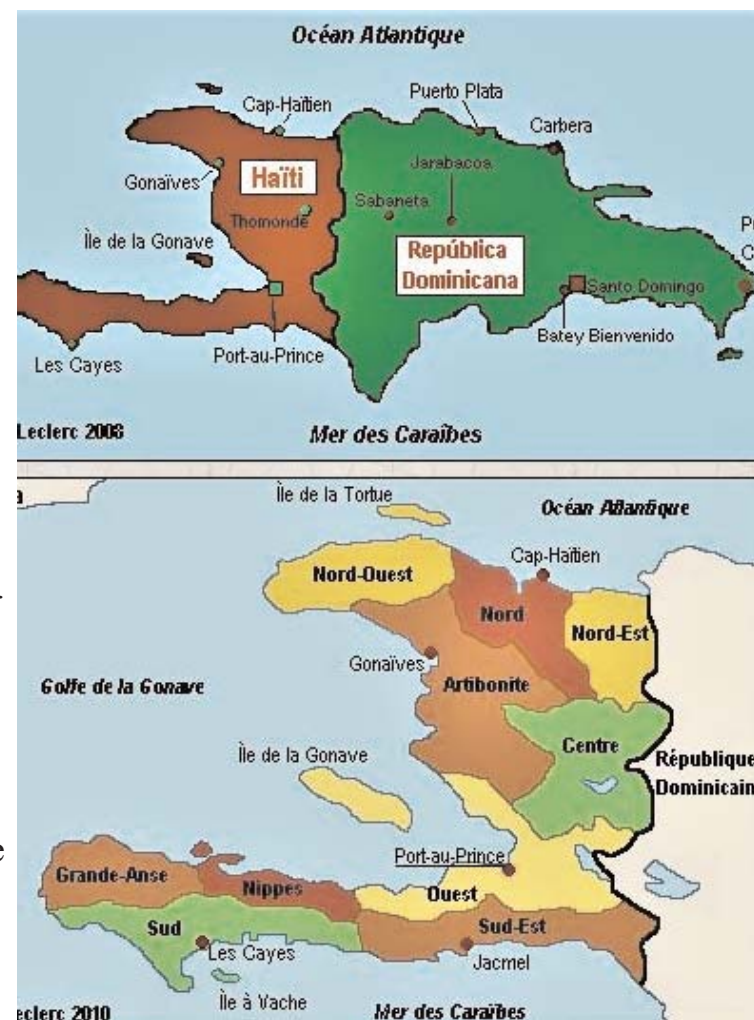 Océan Atlantique
Puerto Plata
Cap-Haïtien
Carbera
Jarabacoa
Gonaïves
Haïti
Sabaneta
Thomonde
Île de la Gonave
República
Dominicana
Santo Domingo
Batey Bienvenido
Port-au-Prince
Les Cayes
Leclerc 2008
Mer des Caraïbes
Île de la Tortue
Océan Atlantique
Cap-Haïtien
Nord-Ouest
Nord
Nord-Est
Gonaïves
Golfe de la Gonave
Artibonite
Centre
Île de la Gonave
République
Dominicain
Port-au-Prince
Grande-Anse
Nippes
Ouest
Sud
Sud-Est
Les Cayes
Jacmel
Île à Vache
eclerc 2010
Mer des Caraïbes